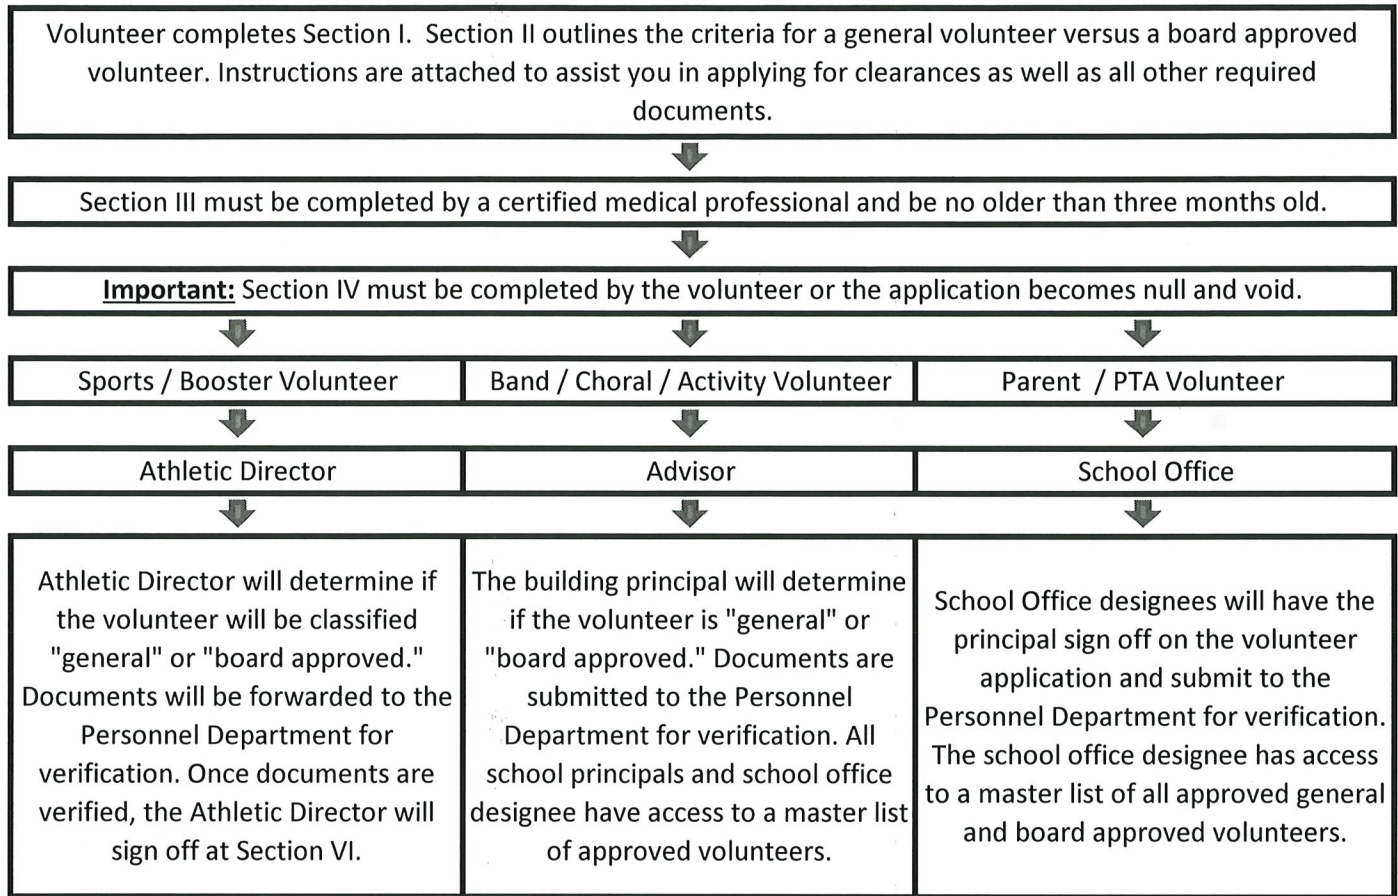 Volunteer completes Section I. Section II outlines the criteria for a general volunteer versus a board approved
volunteer. Instructions are attached to assist you in applying for clearances as well as all other required
documents.
Section III must be completed by a certified medical professional and be no older than three months old.
Important: Section IV must be completed by the volunteer or the application becomes null and void.
Sports / Booster Volunteer
Band / Choral / Activity Volunteer
Parent / PTA Volunteer
Athletic Director
Advisor
School Office
Athletic Director will determine if
the volunteer will be classified
"general" or "board approved."
Documents will be forwarded to the
Personnel Department for
verification. Once documents are
verified, the Athletic Director will
sign off at Section VI.
The building principal will determine
if the volunteer is "general" or
"board approved." Documents are
submitted to the Personnel
Department for verification. All
school principals and school office
designee have access to a master list
of approved volunteers.
School Office designees will have the
principal sign off on the volunteer
application and submit to the
Personnel Department for verification.
The school office designee has access
to a master list of all approved general
and board approved volunteers.